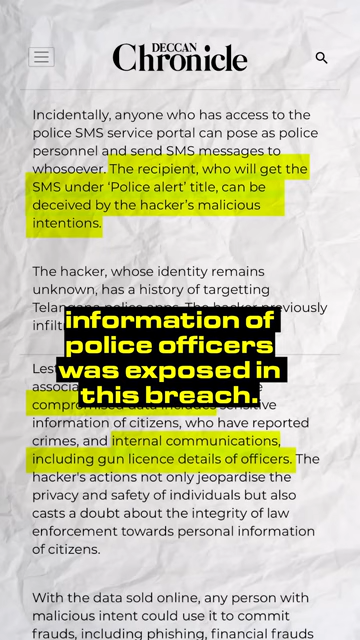 DECCAN
Chronicle
Incidentally, anyone who has access to the
police SMS service portal can pose as police
personnel and send SMS messages to
whosoever. The recipient, who will get the
SMS under ‘Police alert’ title, can be
deceived by the hacker’s malicious
intentions.
The hacker, whose identity remains
unknown, has a history of targetting
Telangana police apps. The hacker previously
infilt
information of
police officers
was exposed in
this breach.
Lest
associa
compromised data includes sensitive
information of citizens, who have reported
crimes, and internal communications,
including gun licence details of officers. The
hacker's actions not only jeopardise the
privacy and safety of individuals but also
casts a doubt about the integrity of law
enforcement towards personal information
of citizens.
With the data sold online, any person with
malicious intent could use it to commit
frauds, including phishing, financial frauds